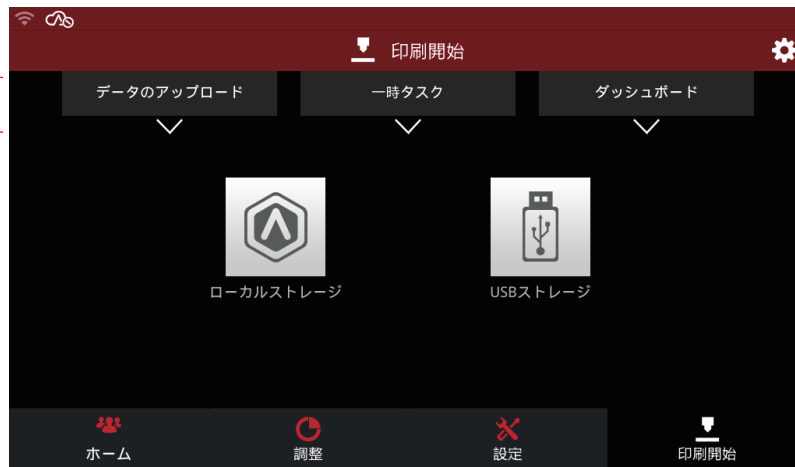 印刷開始
データのアップロード
一時タスク
ダッシュボード
ローカルストレージ
USBストレージ
ホーム
調整
設定
印刷開始